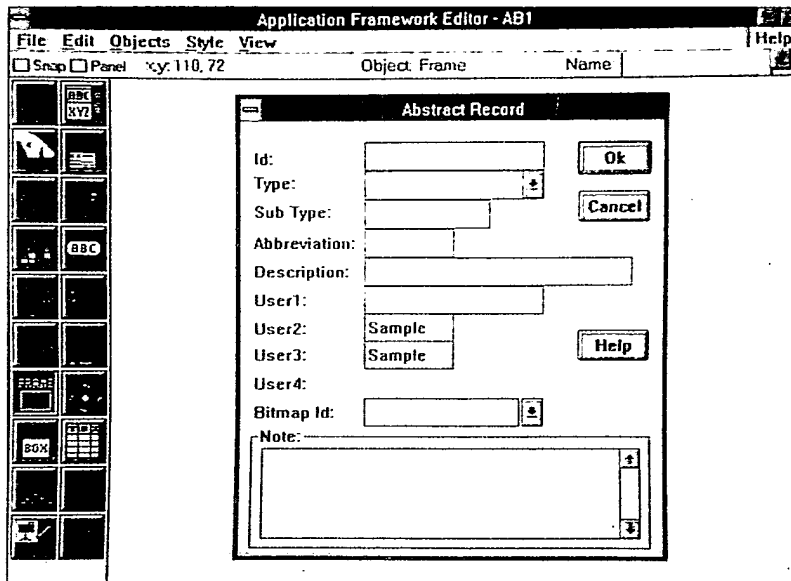 Application Framework Editor - AB1
File Edit Objects Style View Help
Snap Panel x,y: 110, 72 Object: Frame Name
ABC
XYZ
ABC
FRAME
BOX
Abstract Record
Id:
Ok
Type:
Cancel
Sub Type:
Abbreviation:
Description:
User1:
User2: Sample
User3: Sample
Help
User4:
Bitmap Id:
Note: